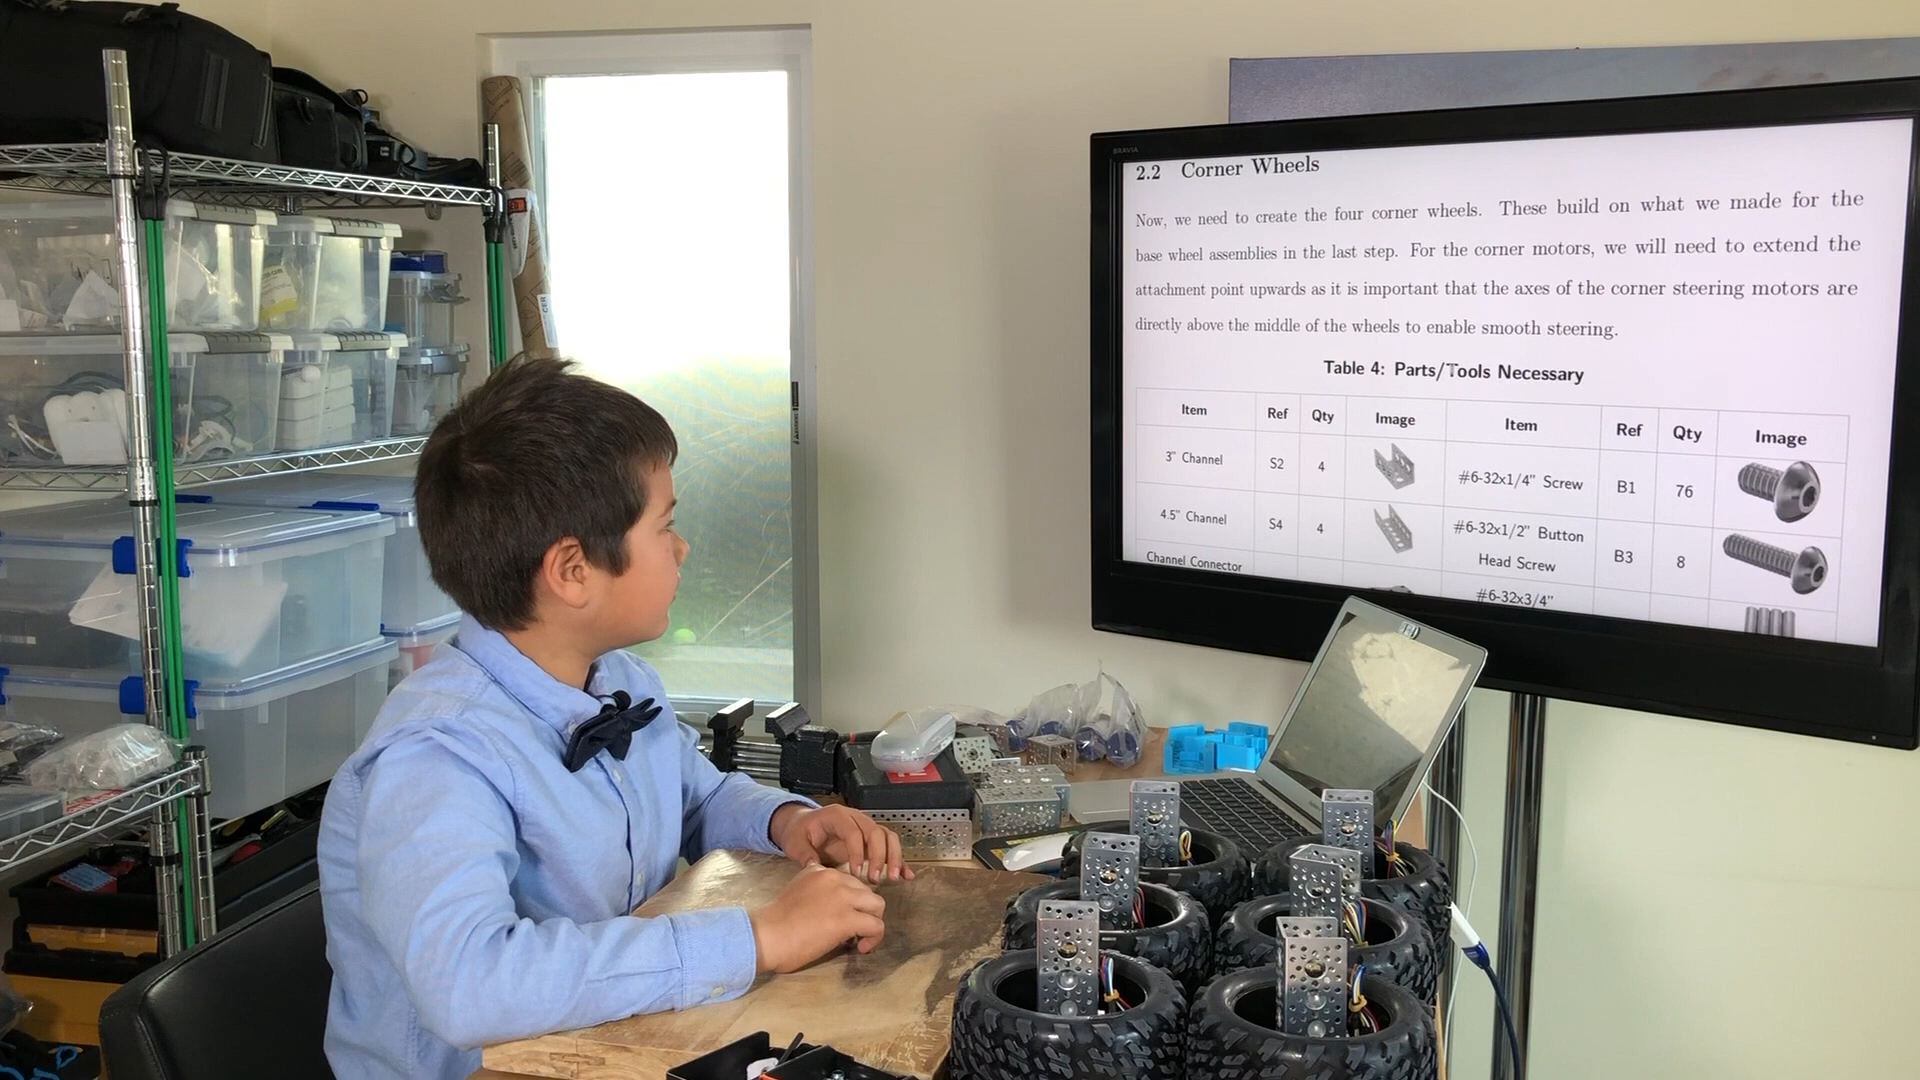 BRAVIA
2.2 Corner Wheels
Now, we need to create the four corner wheels. These build on what we made for the
base wheel assemblies in the last step. For the corner motors, we will need to extend the
attachment point upwards as it is important that the axes of the corner steering motors are
directly above the middle of the wheels to enable smooth steering.
Table 4: Parts/Tools Necessary
Item Ref Qty Image Item Ref Qty Image
3" Channel S2 4 #6-32x1/4" Screw B1 76
4.5" Channel S4 4 #6-32x1/2" Button
Head Screw B3 8
Channel Connector
#6-32x3/4"